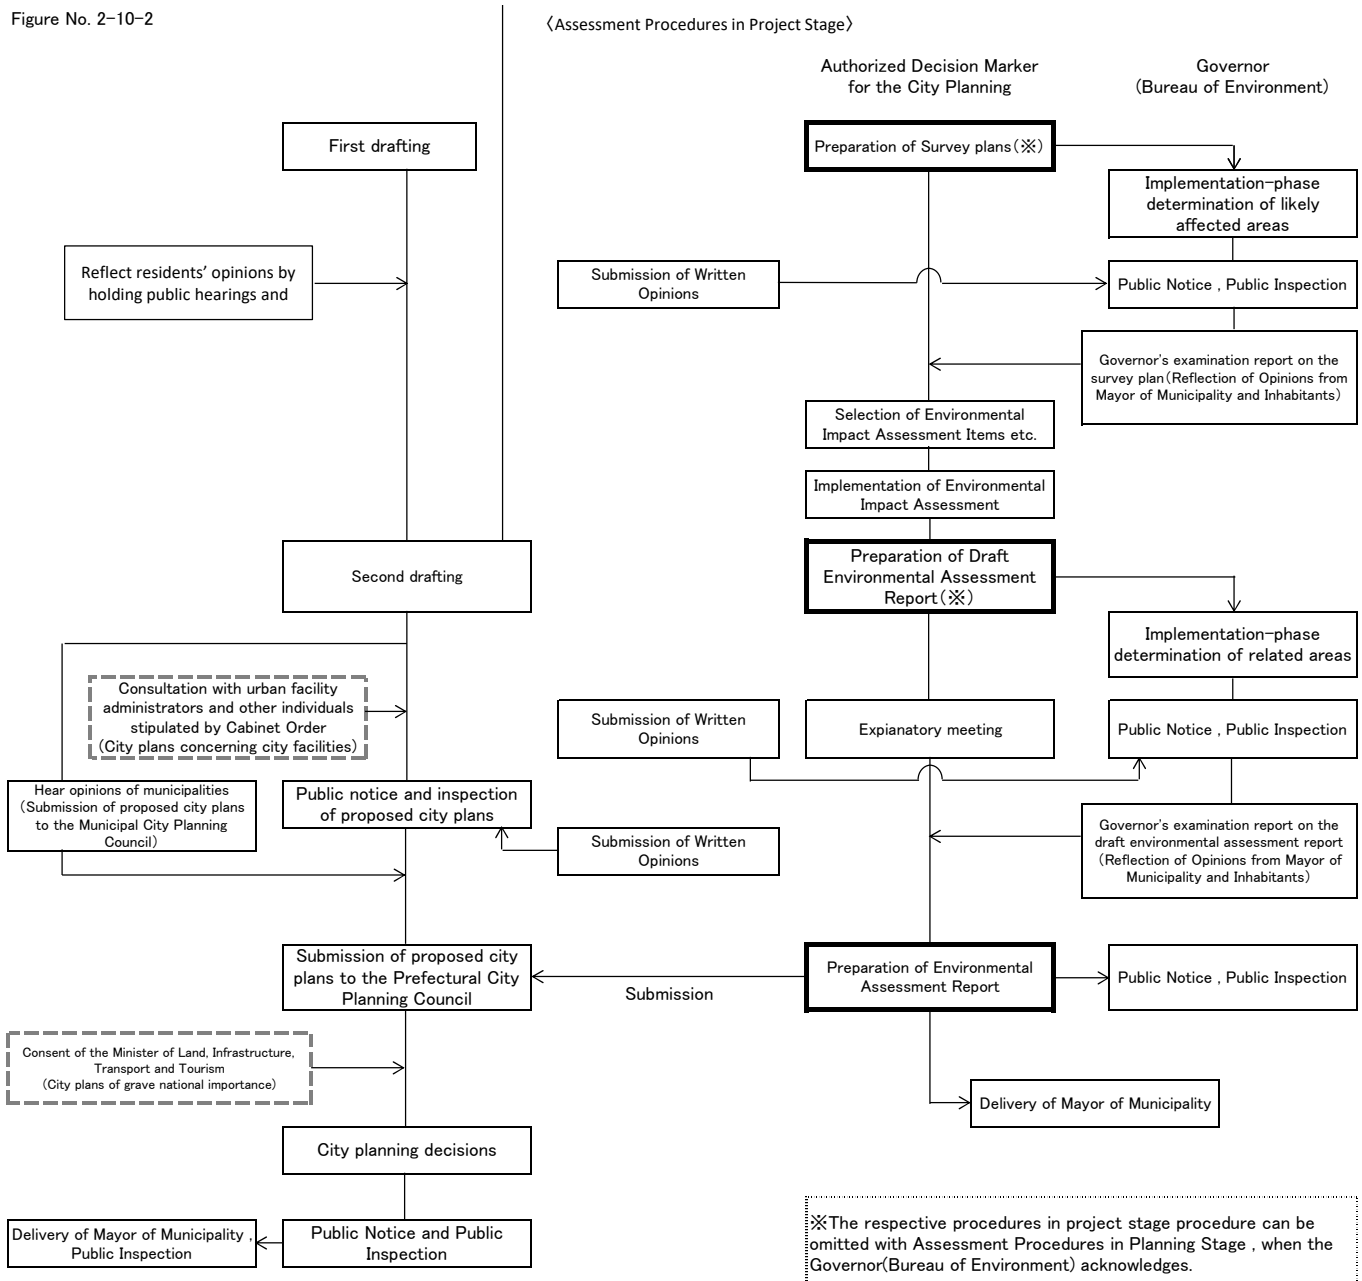 Figure No. 2-10-2
〈Assessment Procedures in Project Stage〉
Authorized Decision Marker
for the City Planning
Governor
(Bureau of Environment)
First drafting
Preparation of Survey plans(※)
Implementation-phase
determination of likely
affected areas
Reflect residents' opinions by
holding public hearings and
Submission of Written
Opinions
Public Notice , Public Inspection
Governor's examination report on the
survey plan(Reflection of Opinions from
Mayor of Municipality and Inhabitants)
Selection of Environmental
Impact Assessment Items etc.
Implementation of Environmental
Impact Assessment
Second drafting
Preparation of Draft
Environmental Assessment
Report(※)
Implementation-phase
determination of related areas
Consultation with urban facility
administrators and other individuals
stipulated by Cabinet Order
(City plans concerning city facilities)
Submission of Written
Opinions
Expianatory meeting
Public Notice , Public Inspection
Hear opinions of municipalities
(Submission of proposed city plans
to the Municipal City Planning
Council)
Public notice and inspection
of proposed city plans
Submission of Written
Opinions
Governor's examination report on the
draft environmental assessment report
(Reflection of Opinions from Mayor of
Municipality and Inhabitants)
Submission of proposed city
plans to the Prefectural City
Planning Council
Submission
Preparation of Environmental
Assessment Report
Public Notice , Public Inspection
Consent of the Minister of Land, Infrastructure,
Transport and Tourism
(City plans of grave national importance)
Delivery of Mayor of Municipality
City planning decisions
Delivery of Mayor of Municipality ,
Public Inspection
Public Notice and Public
Inspection
※The respective procedures in project stage procedure can be
omitted with Assessment Procedures in Planning Stage , when the
Governor(Bureau of Environment) acknowledges.